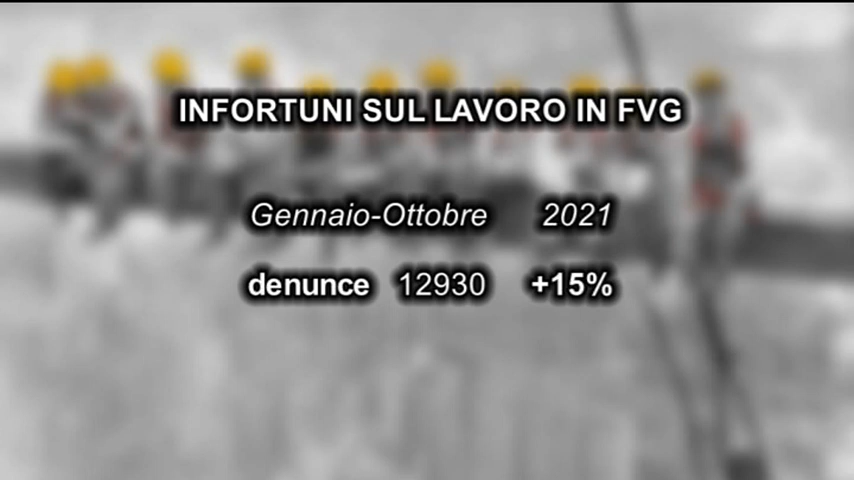 INFORTUNI SUL LAVORO IN FVG
Gennaio-Ottobre 2021
denunce 12930 +15%